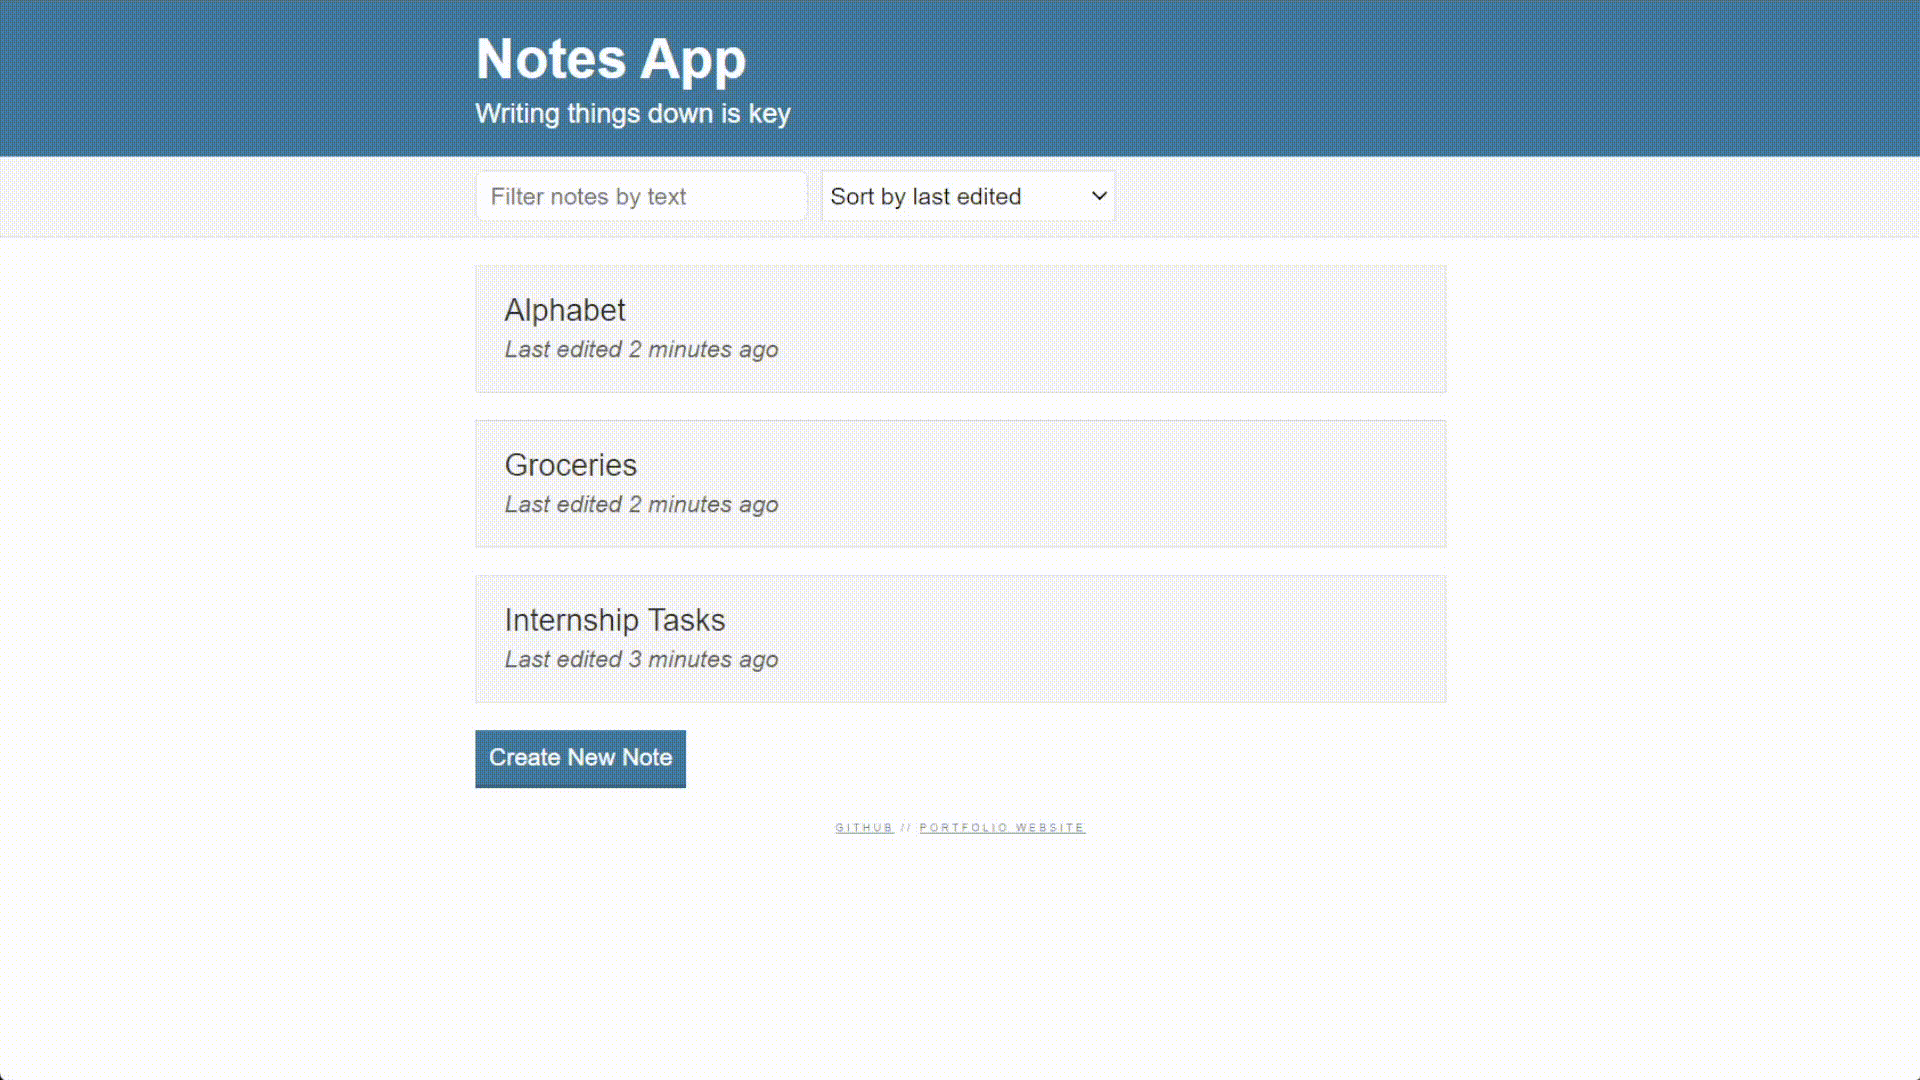 Notes App
Writing things down is key
Filter notes by text
Sort by last edited
Alphabet
Last edited 2 minutes ago
Groceries
Last edited 2 minutes ago
Internship Tasks
Last edited 3 minutes ago
Create New Note
GITHUB // PORTFOLIO WEBSITE